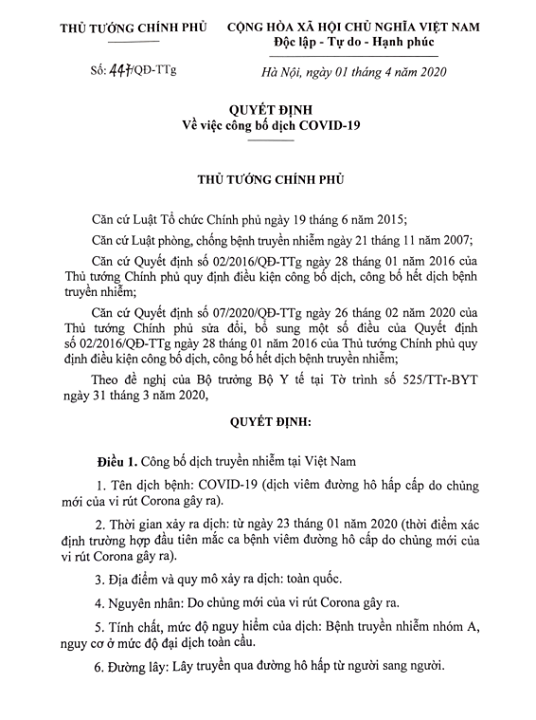 THỦ TƯỚNG CHÍNH PHỦ
CỘNG HÒA XÃ HỘI CHỦ NGHĨA VIỆT NAM
Độc lập - Tự do - Hạnh phúc
Số: 447/QĐ-TTg
Hà Nội, ngày 01 tháng 4 năm 2020
QUYẾT ĐỊNH
Về việc công bố dịch COVID-19
THỦ TƯỚNG CHÍNH PHỦ
Căn cứ Luật Tổ chức Chính phủ ngày 19 tháng 6 năm 2015;
Căn cứ Luật phòng, chống bệnh truyền nhiễm ngày 21 tháng 11 năm 2007;
Căn cứ Quyết định số 02/2016/QĐ-TTg ngày 28 tháng 01 năm 2016 của
Thủ tướng Chính phủ quy định điều kiện công bố dịch, công bố hết dịch bệnh
truyền nhiễm;
Căn cứ Quyết định số 07/2020/QĐ-TTg ngày 26 tháng 02 năm 2020 của
Thủ tướng Chính phủ sửa đổi, bổ sung một số điều của Quyết định
số 02/2016/QĐ-TTg ngày 28 tháng 01 năm 2016 của Thủ tướng Chính phủ quy
định điều kiện công bố dịch, công bố hết dịch bệnh truyền nhiễm;
Theo đề nghị của Bộ trưởng Bộ Y tế tại Tờ trình số 525/TTr-BYT
ngày 31 tháng 3 năm 2020,
QUYẾT ĐỊNH:
Điều 1. Công bố dịch truyền nhiễm tại Việt Nam
1. Tên dịch bệnh: COVID-19 (dịch viêm đường hô hấp cấp do chủng
mới của vi rút Corona gây ra).
2. Thời gian xảy ra dịch: từ ngày 23 tháng 01 năm 2020 (thời điểm xác
định trường hợp đầu tiên mắc ca bệnh viêm đường hô cấp do chủng mới của
vi rút Corona gây ra).
3. Địa điểm và quy mô xảy ra dịch: toàn quốc.
4. Nguyên nhân: Do chủng mới của vi rút Corona gây ra.
5. Tính chất, mức độ nguy hiểm của dịch: Bệnh truyền nhiễm nhóm A,
nguy cơ ở mức độ đại dịch toàn cầu.
6. Đường lây: Lây truyền qua đường hô hấp từ người sang người.